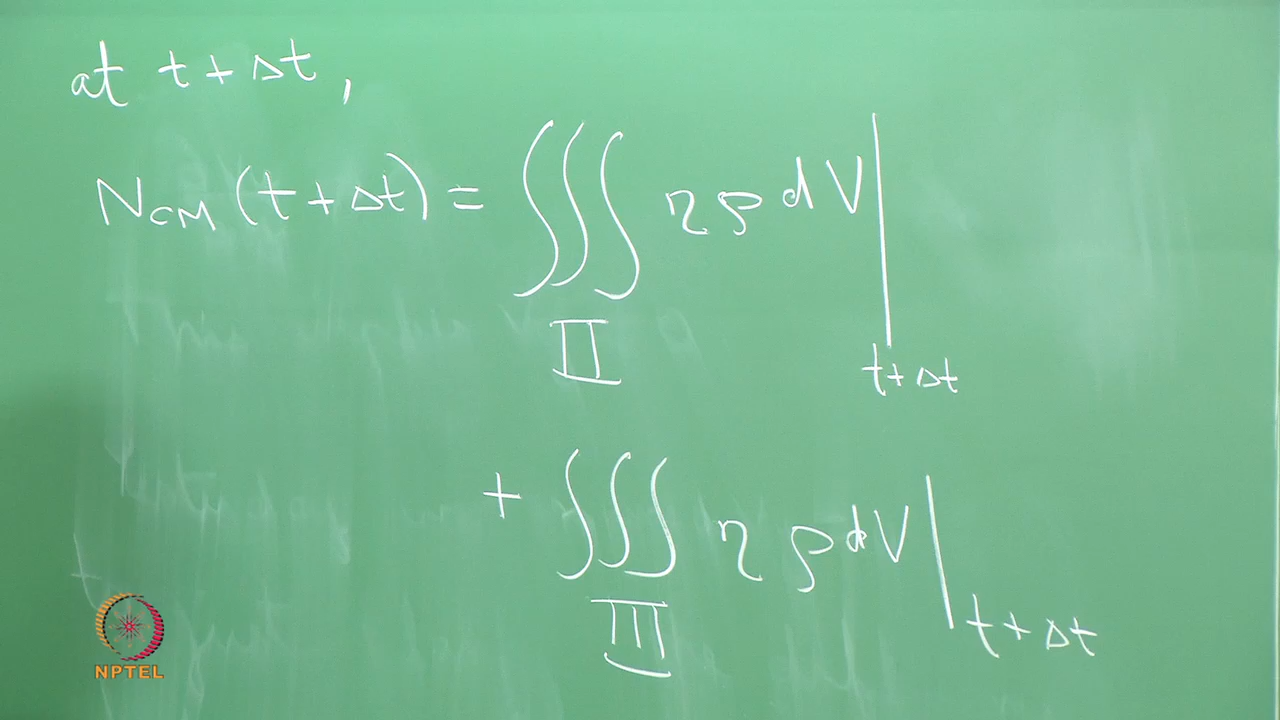 at t + Δt,
N_CM (t + Δt) = ∭_II η ρ dV |_t+Δt
+ ∭_III η ρ dV |_t+Δt
NPTEL